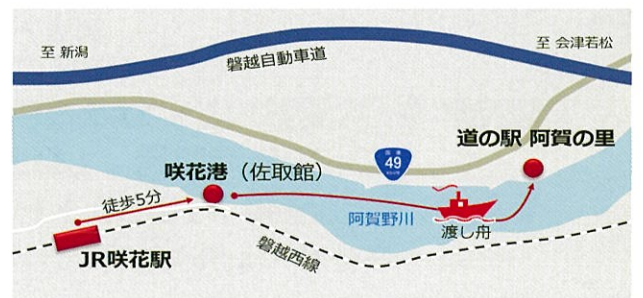 至 新潟
至 会津若松
磐越自動車道
49
道の駅 阿賀の里
咲花港（佐取館）
徒歩5分
阿賀野川
渡し舟
磐越西線
JR咲花駅